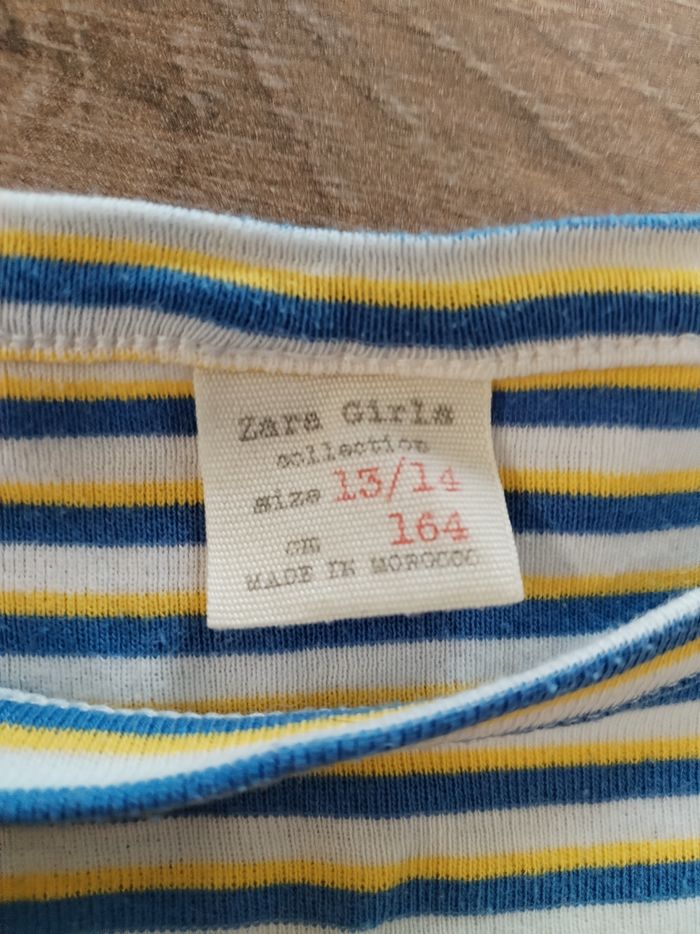 Zara Girls
collection
size 13/14
cm 164
MADE IN MOROCCO